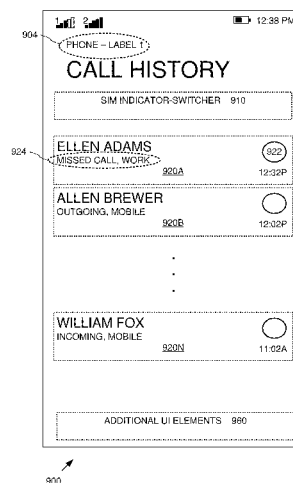 1 2 12:38 PM
904
PHONE – LABEL 1
CALL HISTORY
SIM INDICATOR-SWITCHER 910
924
ELLEN ADAMS 922
MISSED CALL, WORK
920A 12:32P
ALLEN BREWER
OUTGOING, MOBILE
920B 12:02P
.
.
.
WILLIAM FOX
INCOMING, MOBILE
920N 11:02A
ADDITIONAL UI ELEMENTS 960
900